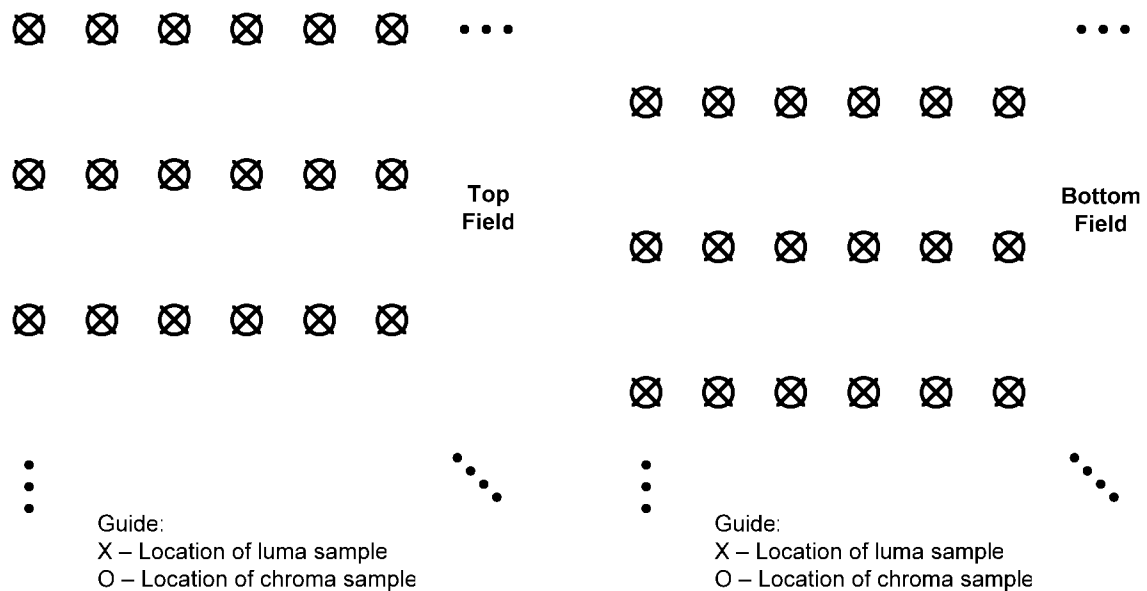 Top
Field
Guide:
X – Location of luma sample
O – Location of chroma sample
Bottom
Field
Guide:
X – Location of luma sample
O – Location of chroma sample